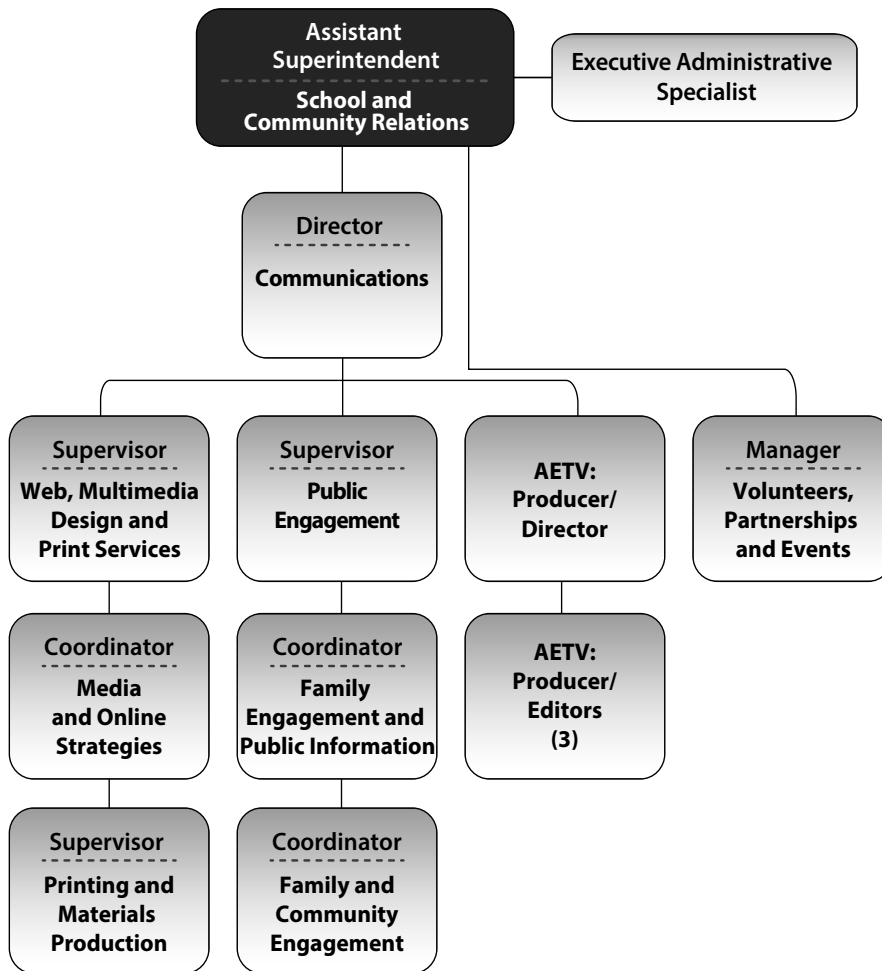 Assistant
Superintendent
School and
Community Relations
Executive Administrative
Specialist
Director
Communications
Supervisor
Web, Multimedia
Design and
Print Services
Supervisor
Public
Engagement
AETV:
Producer/
Director
Manager
Volunteers,
Partnerships
and Events
Coordinator
Media
and Online
Strategies
Coordinator
Family
Engagement and
Public Information
AETV:
Producer/
Editors
(3)
Supervisor
Printing and
Materials
Production
Coordinator
Family and
Community
Engagement